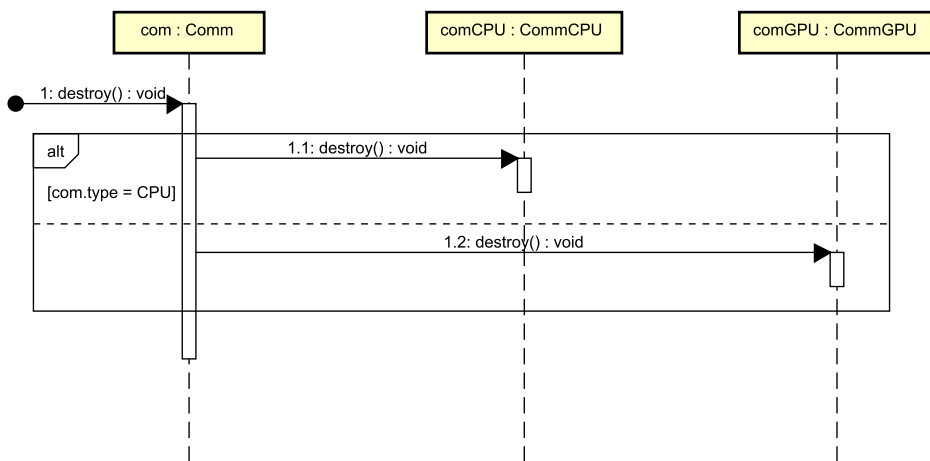 com : Comm
comCPU : CommCPU
comGPU : CommGPU
1: destroy() : void
alt
1.1: destroy() : void
[com.type = CPU]
1.2: destroy() : void